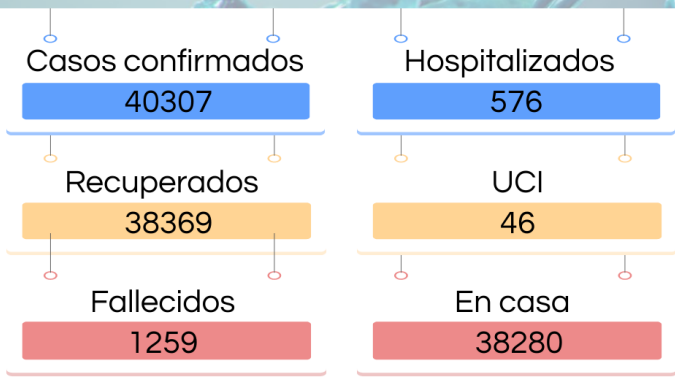 Casos confirmados
40307
Hospitalizados
576
Recuperados
38369
UCI
46
Fallecidos
1259
En casa
38280